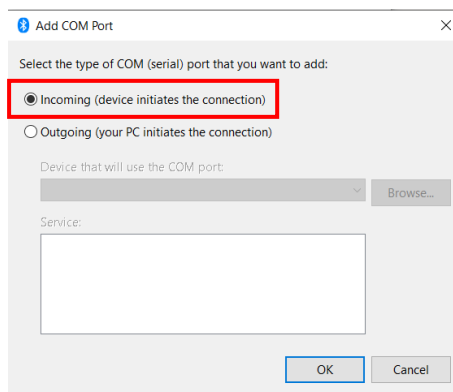 Add COM Port
Select the type of COM (serial) port that you want to add:
Incoming (device initiates the connection)
Outgoing (your PC initiates the connection)
Device that will use the COM port:
Browse...
Service:
OK Cancel